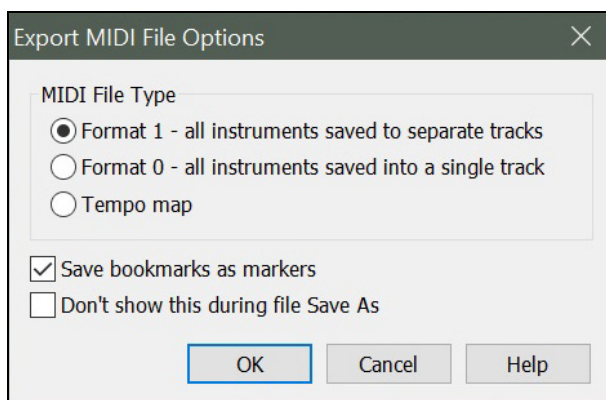 Export MIDI File Options
MIDI File Type
Format 1 - all instruments saved to separate tracks
Format 0 - all instruments saved into a single track
Tempo map
Save bookmarks as markers
Don't show this during file Save As
OK Cancel Help